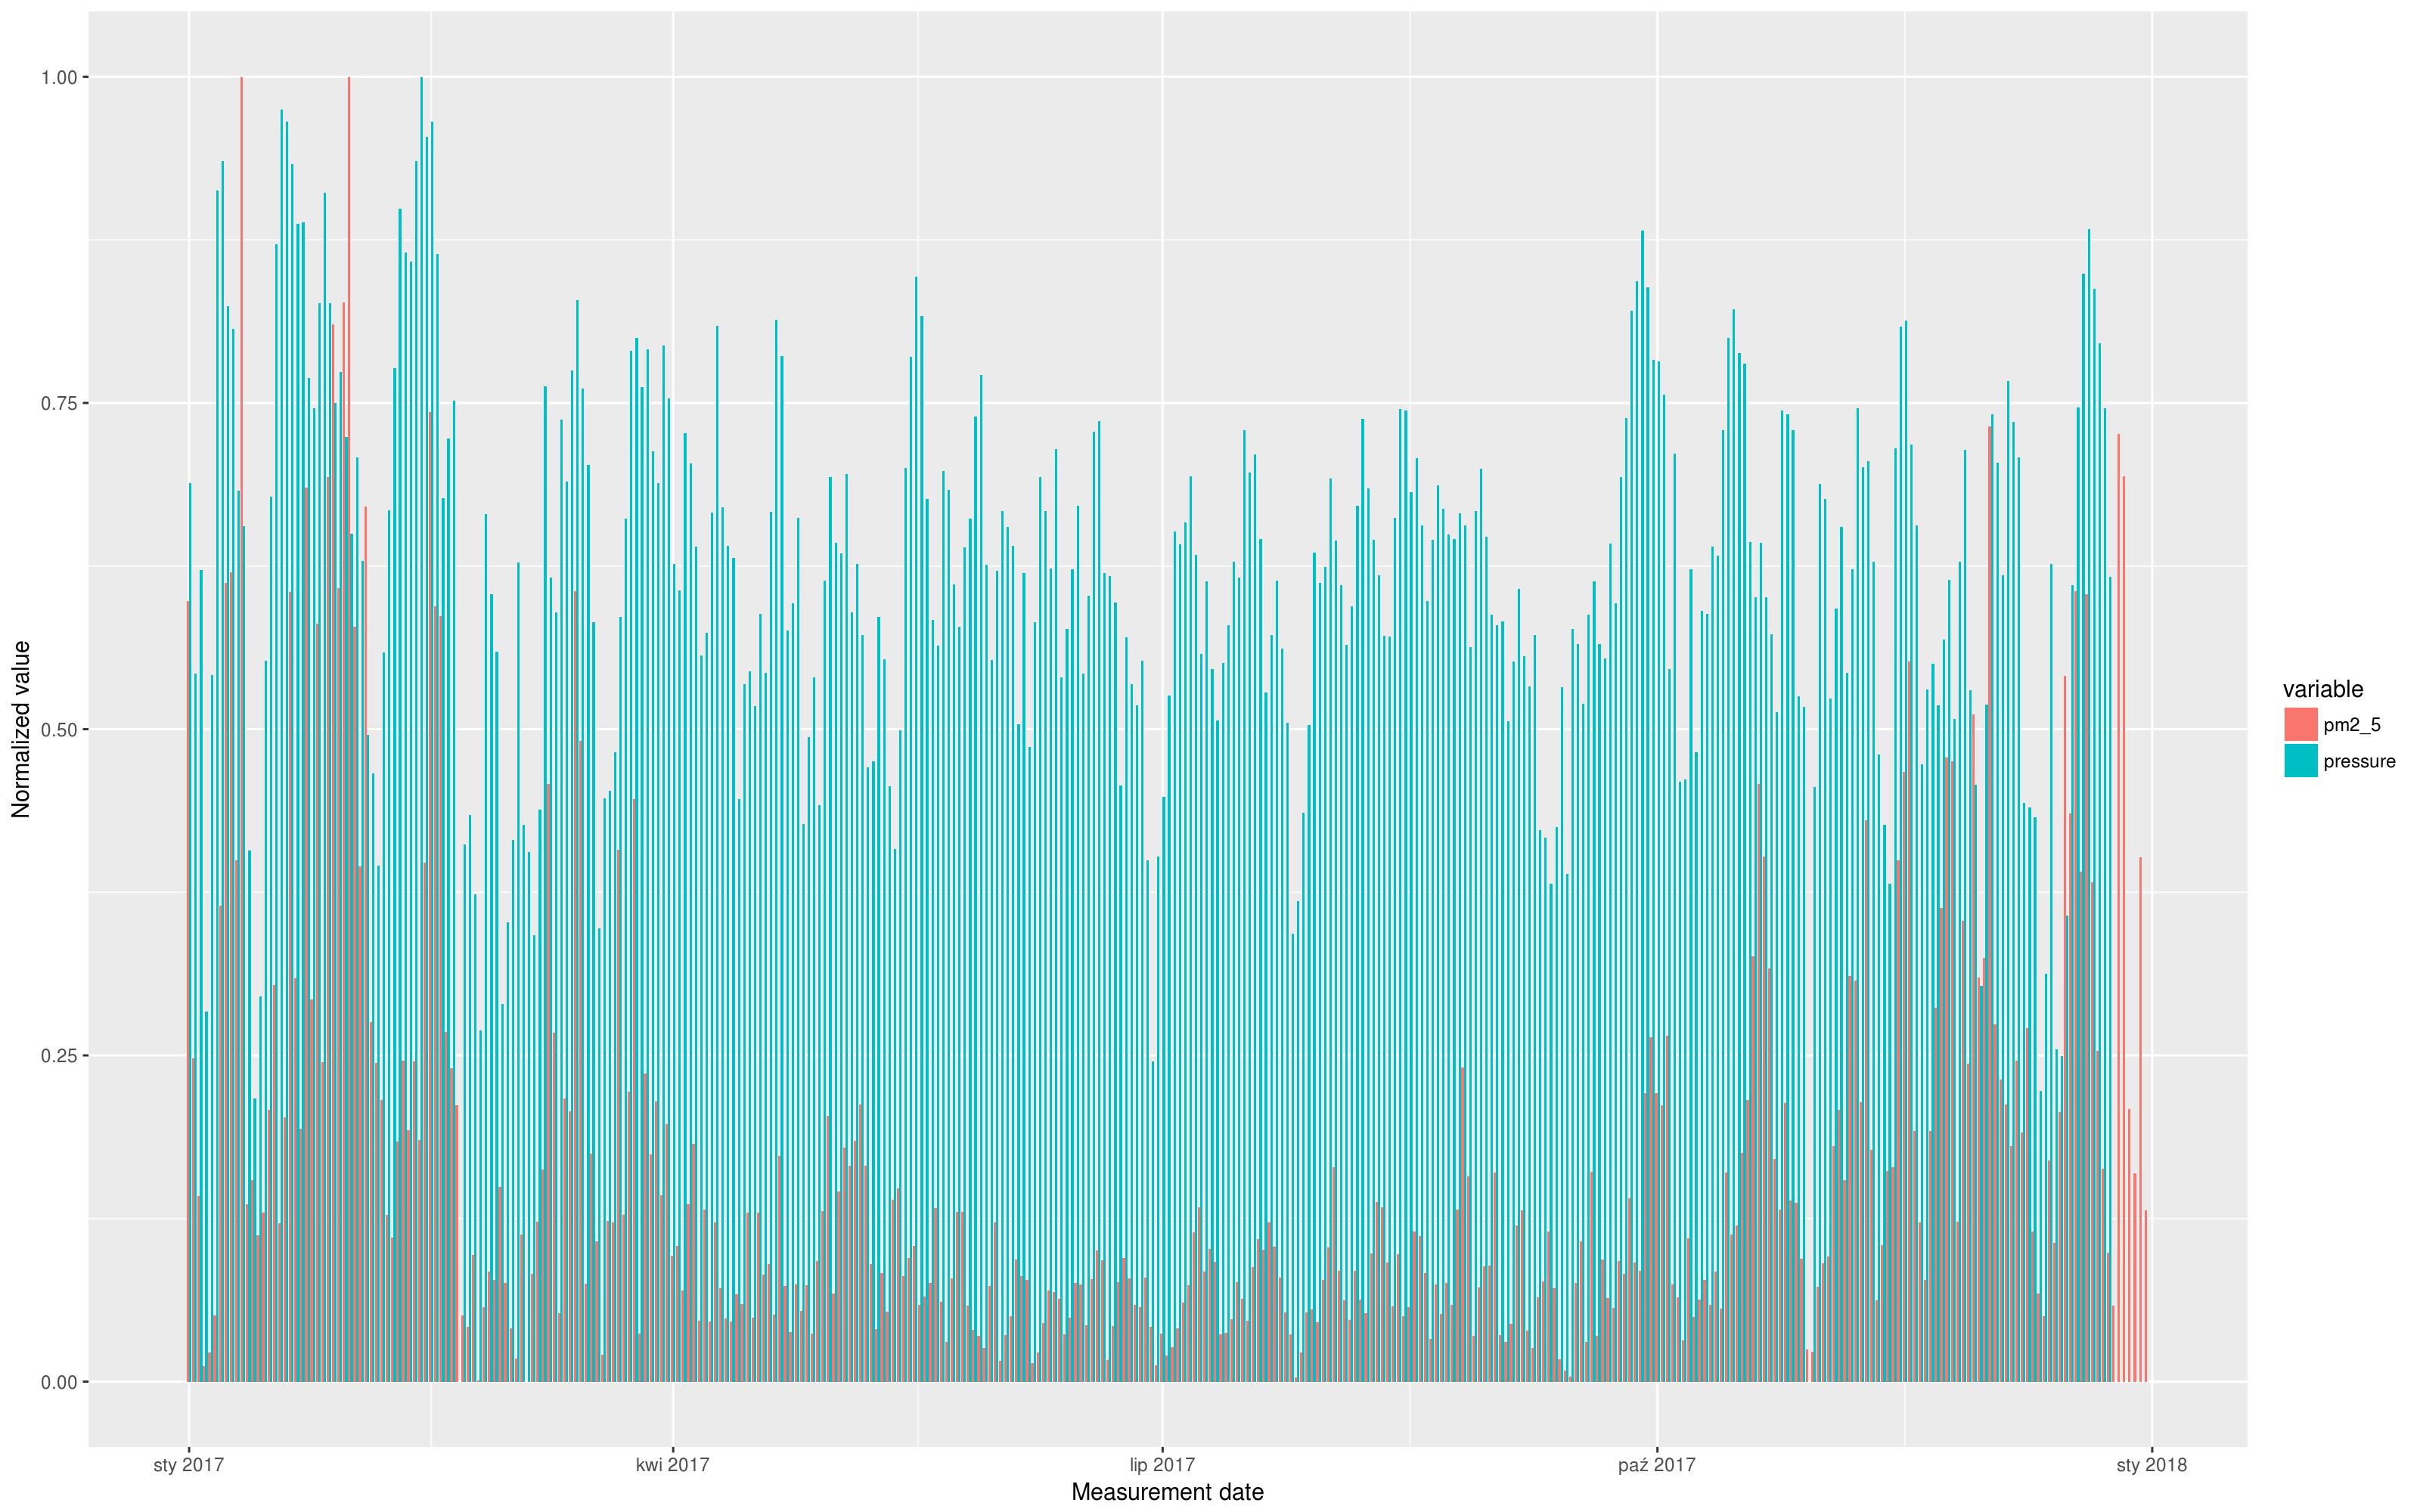 Normalized value
1.00
0.75
0.50
0.25
0.00
sty 2017
kwi 2017
lip 2017
paź 2017
sty 2018
Measurement date
variable
pm2_5
pressure